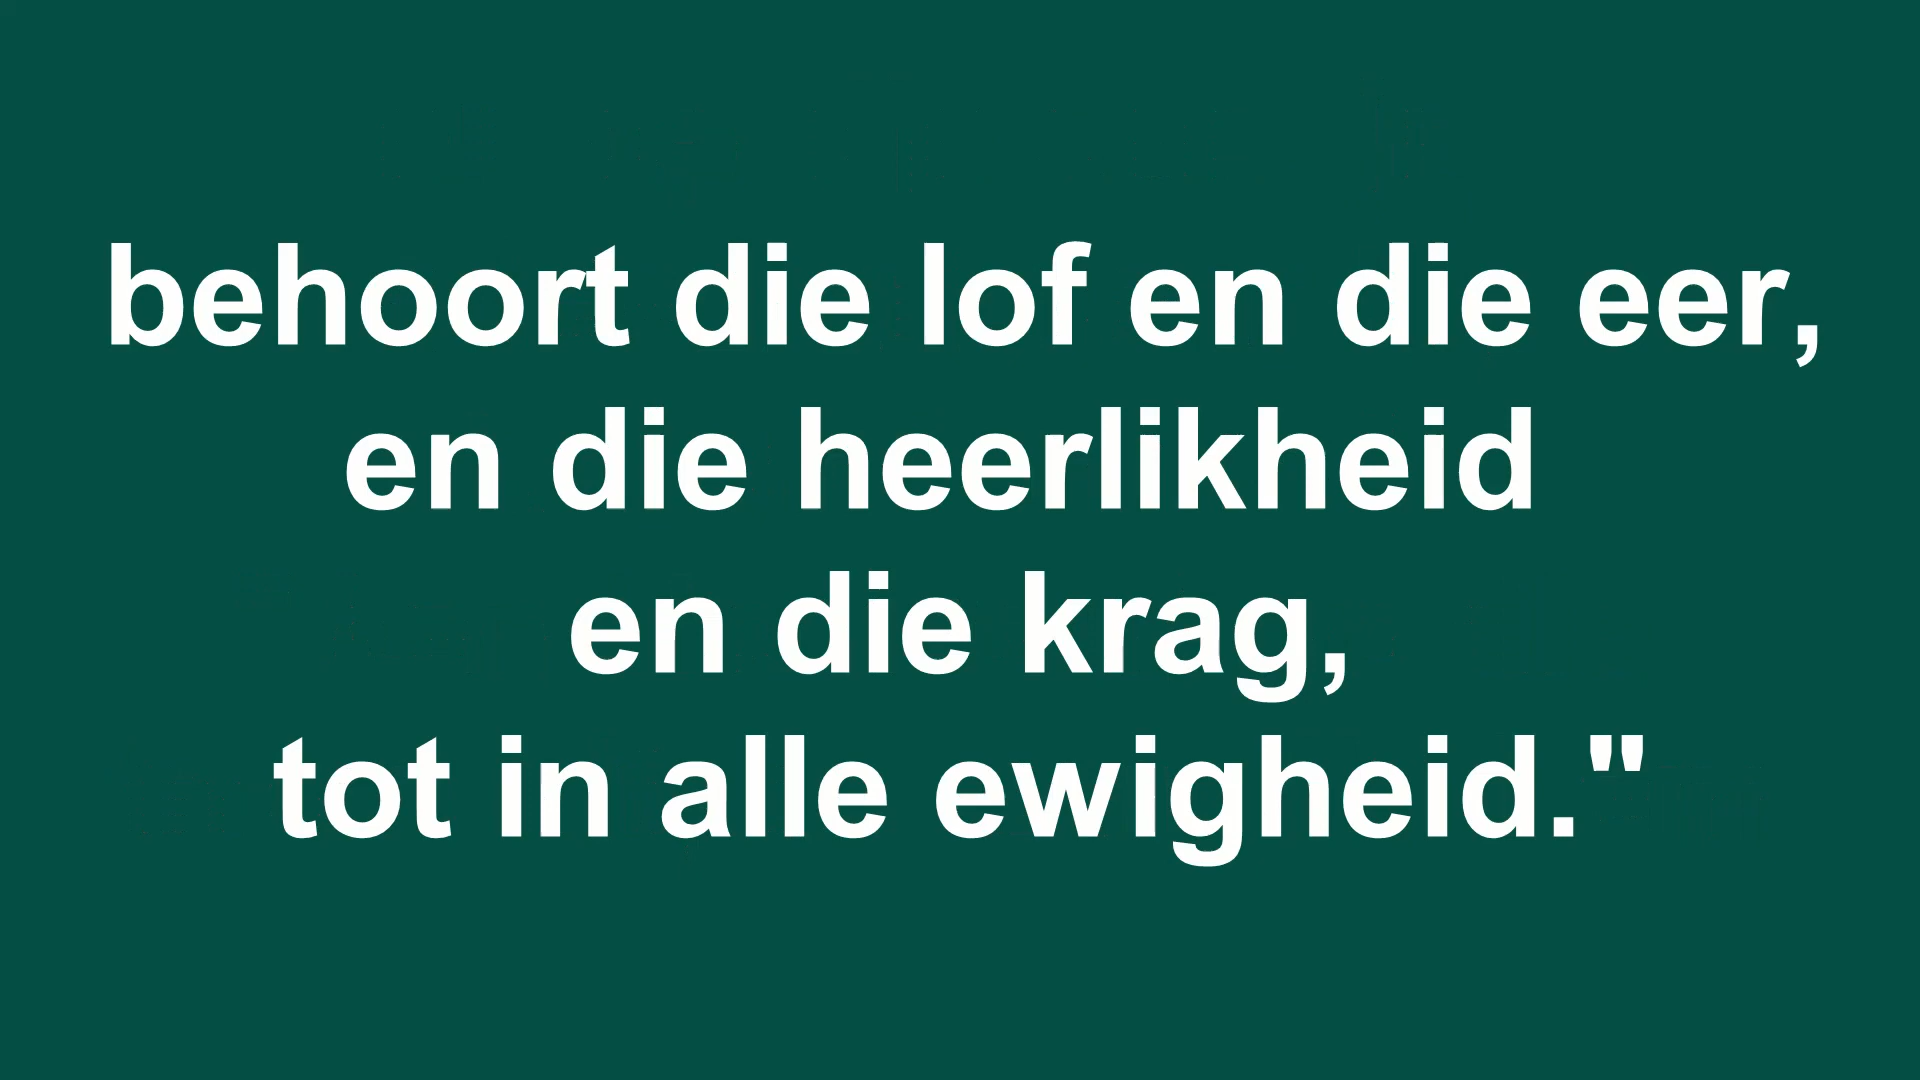 behoort die lof en die eer,
en die heerlikheid
en die krag,
tot in alle ewigheid."